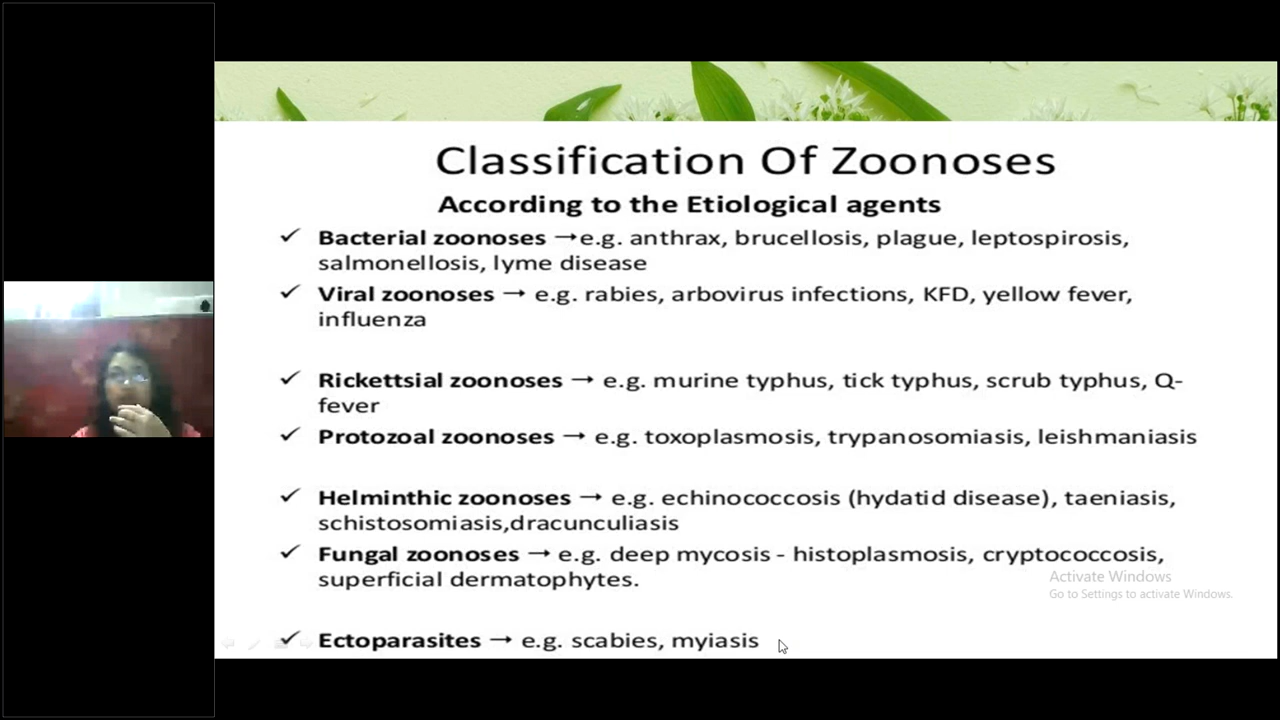 Classification Of Zoonoses
According to the Etiological agents
✓ Bacterial zoonoses →e.g. anthrax, brucellosis, plague, leptospirosis,
salmonellosis, lyme disease
✓ Viral zoonoses → e.g. rabies, arbovirus infections, KFD, yellow fever,
influenza
✓ Rickettsial zoonoses → e.g. murine typhus, tick typhus, scrub typhus, Q-
fever
✓ Protozoal zoonoses → e.g. toxoplasmosis, trypanosomiasis, leishmaniasis
✓ Helminthic zoonoses → e.g. echinococcosis (hydatid disease), taeniasis,
schistosomiasis,dracunculiasis
✓ Fungal zoonoses → e.g. deep mycosis - histoplasmosis, cryptococcosis,
superficial dermatophytes.
Activate Windows
Go to Settings to activate Windows.
✓ Ectoparasites → e.g. scabies, myiasis